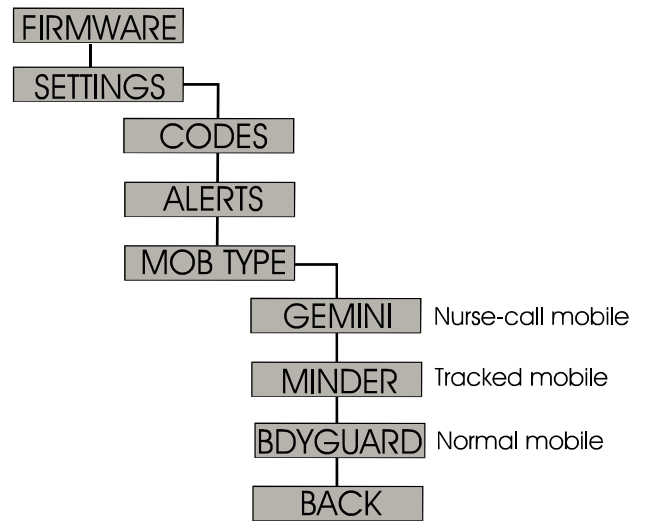 FIRMWARE
SETTINGS
CODES
ALERTS
MOB TYPE
GEMINI Nurse-call mobile
MINDER Tracked mobile
BDYGUARD Normal mobile
BACK